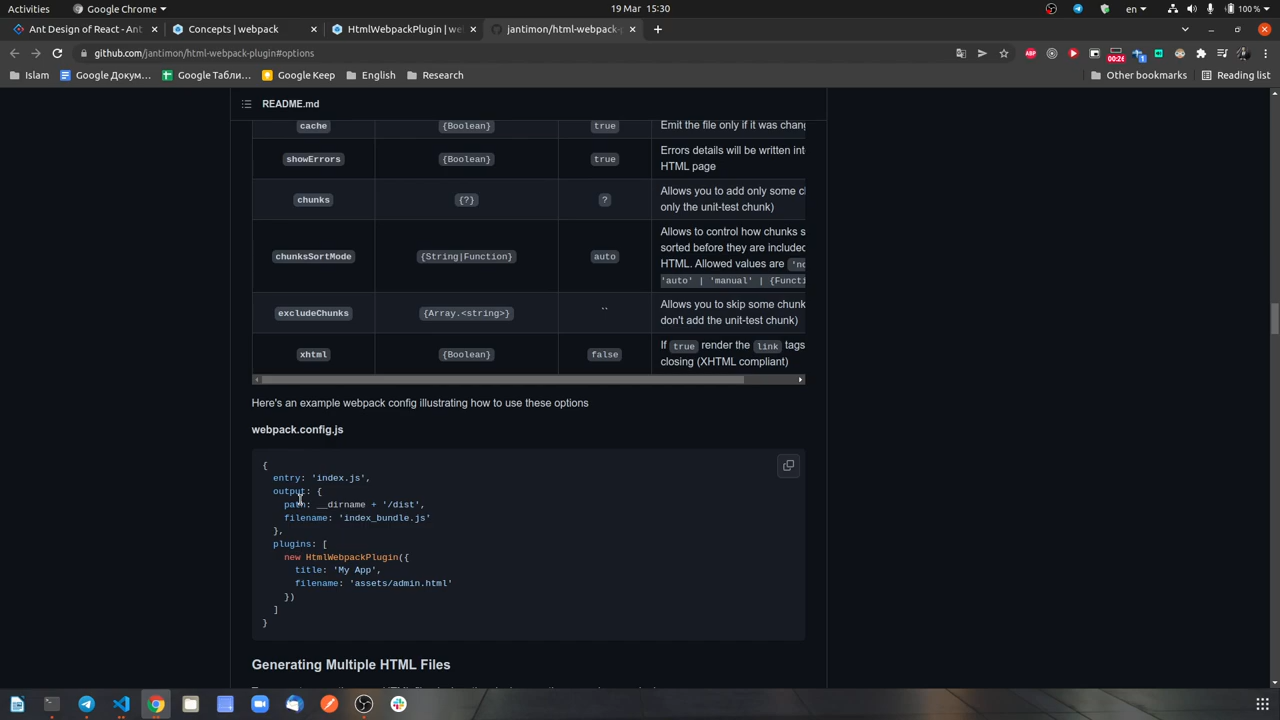 Activities
Google Chrome
19 Mar 15:30
en
100 %
Ant Design of React - Ant
Concepts | webpack
HtmlWebpackPlugin | we
jantimon/html-webpack-
github.com/jantimon/html-webpack-plugin#options
ABP
00:26
1
Islam
Google Докум...
Google Табли...
Google Keep
English
Research
Other bookmarks
Reading list
README.md
cache {Boolean} true Emit the file only if it was chang
showErrors {Boolean} true Errors details will be written int
HTML page
chunks {?} ? Allows you to add only some c
only the unit-test chunk)
chunksSortMode {String|Function} auto Allows to control how chunks s
sorted before they are included
HTML. Allowed values are 'no
'auto' | 'manual' | {Functi
excludeChunks {Array.<string>} `` Allows you to skip some chunk
don't add the unit-test chunk)
xhtml {Boolean} false If true render the link tags
closing (XHTML compliant)
Here's an example webpack config illustrating how to use these options
webpack.config.js
{
entry: 'index.js',
output: {
path: __dirname + '/dist',
filename: 'index_bundle.js'
},
plugins: [
new HtmlWebpackPlugin({
title: 'My App',
filename: 'assets/admin.html'
})
]
}
Generating Multiple HTML Files